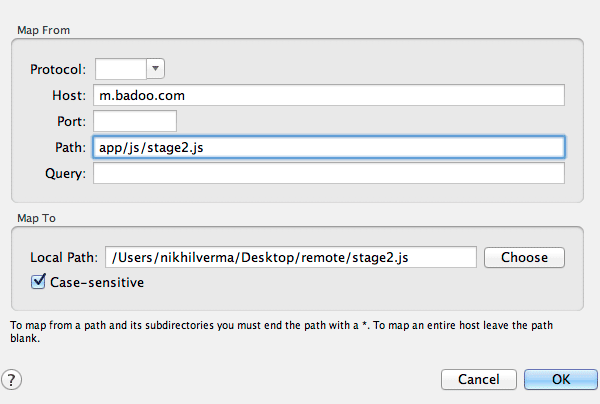 Map From
Protocol:
Host: m.badoo.com
Port:
Path: app/js/stage2.js
Query:
Map To
Local Path: /Users/nikhilverma/Desktop/remote/stage2.js Choose
Case-sensitive
To map from a path and its subdirectories you must end the path with a *. To map an entire host leave the path
blank.
? Cancel OK